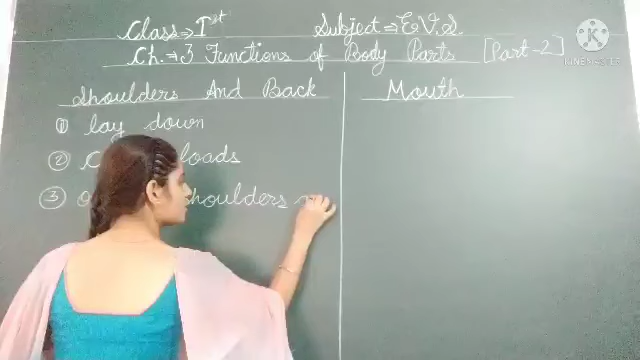 Class → Ist Subject → E.V.S.
Ch. → 3 Functions of Body Parts [Part-2]
Shoulders And Back
① lay down
② loads
③ shoulders
Mouth
K
KINEMASTER